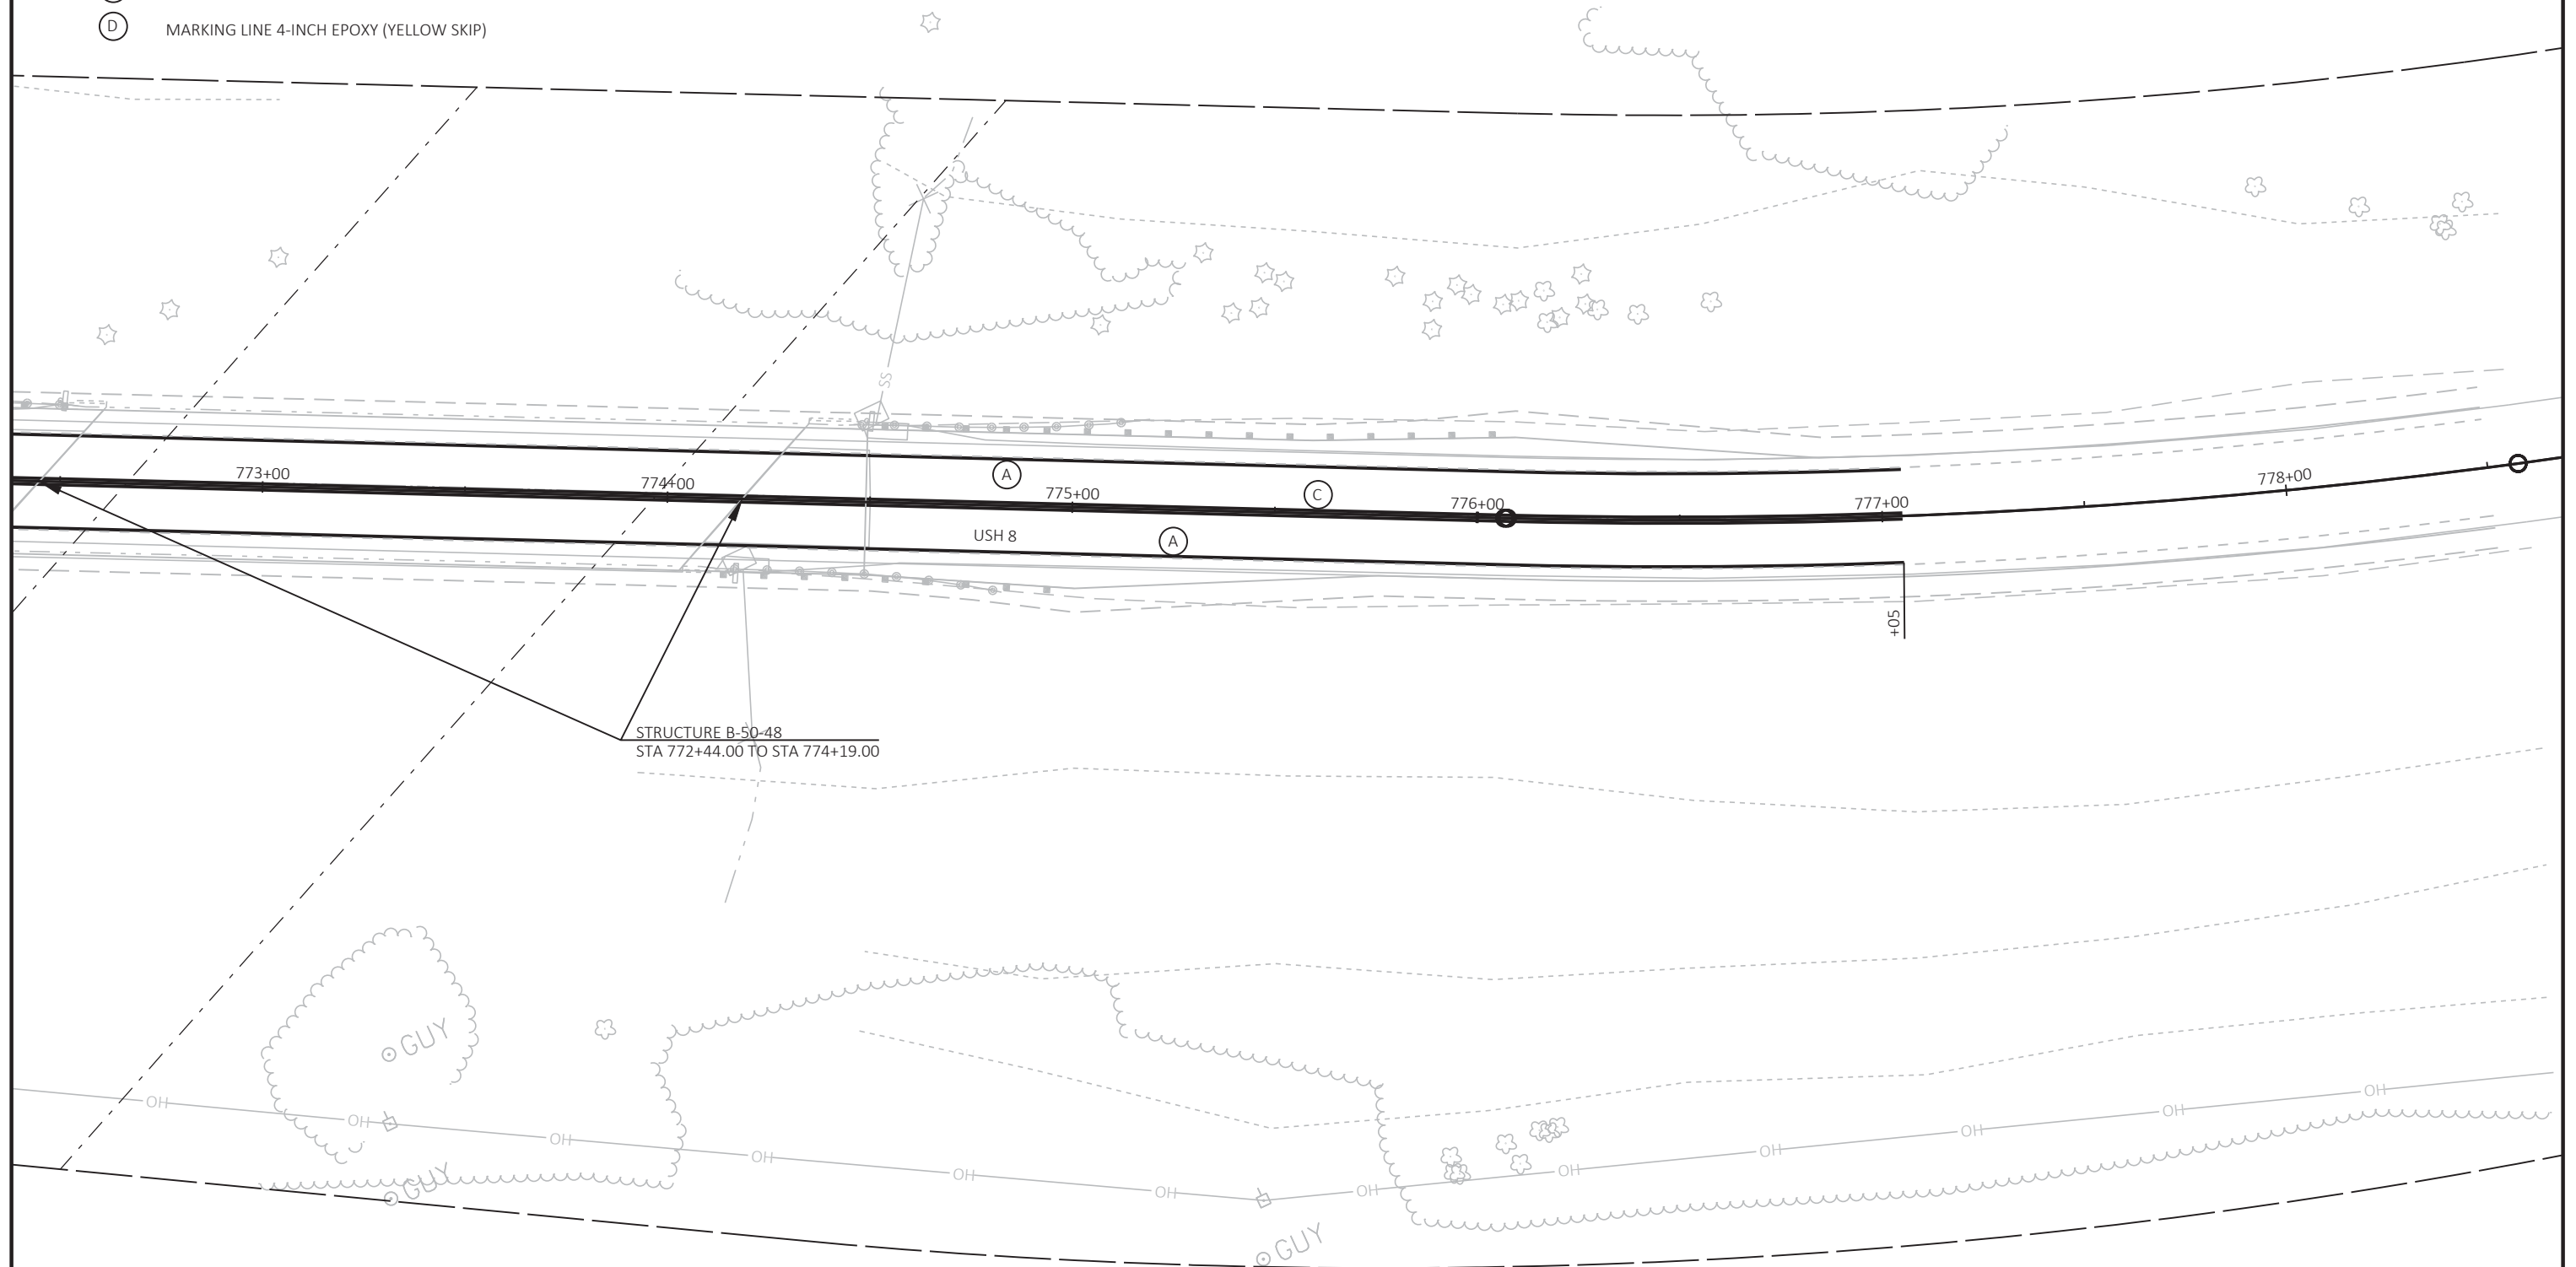 D MARKING LINE 4-INCH EPOXY (YELLOW SKIP)
SS
773+00
774+00
A
775+00
C
776+00
777+00
778+00
USH 8
A
+05
STRUCTURE B-50-48
STA 772+44.00 TO STA 774+19.00
GUY
OH
OH
OH
OH
OH
OH
OH
OH
OH
OH
OH
OH
GUY
GUY